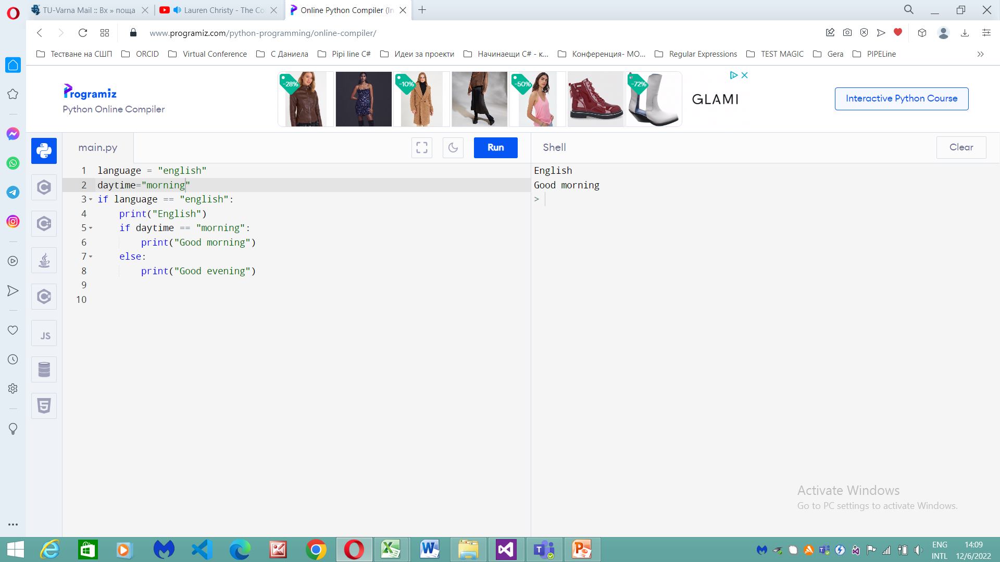 TU-Varna Mail :: Вх » поща
Lauren Christy - The Co
Online Python Compiler (In
www.programiz.com/python-programming/online-compiler/
Тестване на СШП
ORCID
Virtual Conference
С Даниела
Pipi line C#
Идеи за проекти
Начинаещи C# - к...
Конференция- МО...
Regular Expressions
TEST MAGIC
Gera
PIPELine
Programiz
Python Online Compiler
-28%
-10%
-50%
-72%
GLAMI
Interactive Python Course
main.py
Run
Shell
Clear
1 language = "english"
2 daytime="morning"
3 if language == "english":
4 print("English")
5 if daytime == "morning":
6 print("Good morning")
7 else:
8 print("Good evening")
9
10
English
Good morning
>
JS
Activate Windows
Go to PC settings to activate Windows.
ENG
INTL
14:09
12/6/2022